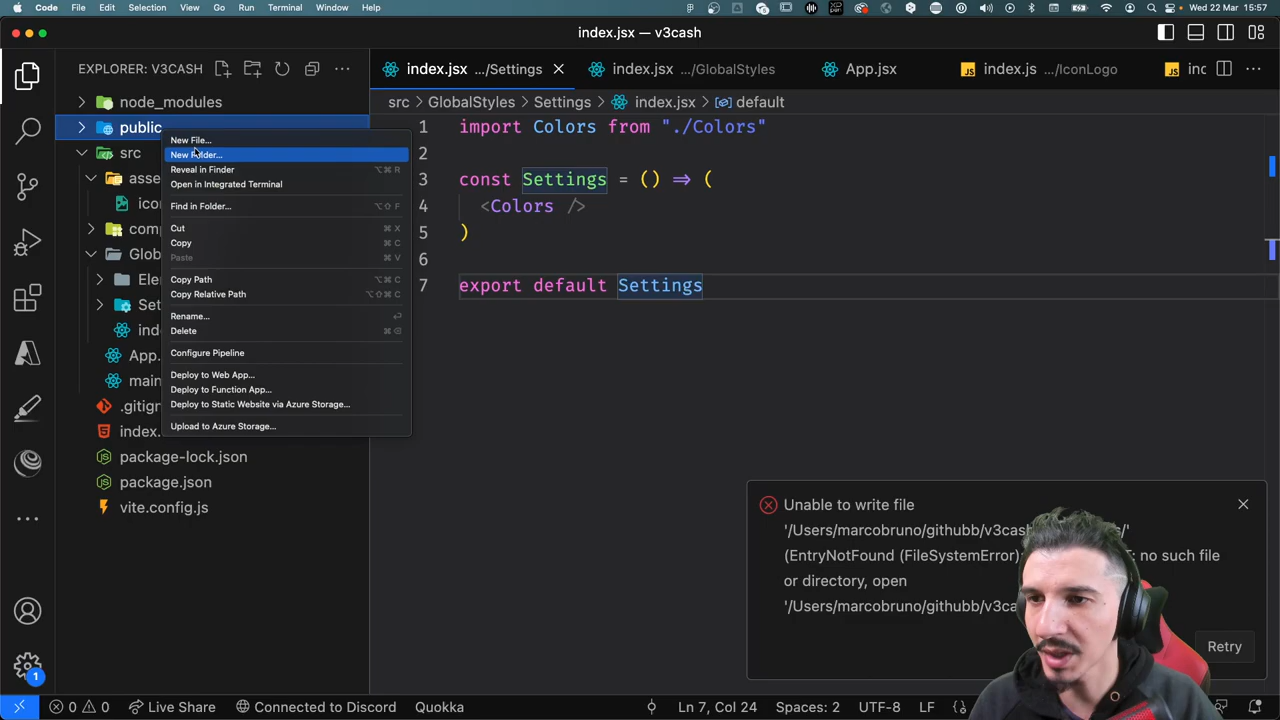 Code File Edit Selection View Go Run Terminal Window Help
Wed 22 Mar 15:57
index.jsx — v3cash
EXPLORER: V3CASH
index.jsx .../Settings
index.jsx .../GlobalStyles
App.jsx
index.js .../IconLogo
src > GlobalStyles > Settings > index.jsx > default
node_modules
public
src
.gitign
index.
package-lock.json
package.json
vite.config.js
New File...
New Folder...
Reveal in Finder ⌥⌘ R
Open in Integrated Terminal
Find in Folder... ⌥⇧ F
Cut ⌘ X
Copy ⌘ C
Paste ⌘ V
Copy Path ⌥⌘ C
Copy Relative Path ⌥⇧⌘ C
Rename...
Delete
Configure Pipeline
Deploy to Web App...
Deploy to Function App...
Deploy to Static Website via Azure Storage...
Upload to Azure Storage...
1 import Colors from "./Colors"
2
3 const Settings = () => (
4 <Colors />
5 )
6
7 export default Settings
Unable to write file
'/Users/marcobruno/githubb/v3cash
(EntryNotFound (FileSystemError): no such file
or directory, open
'/Users/marcobruno/githubb/v3ca
Retry
1
0 0 Live Share Connected to Discord Quokka Ln 7, Col 24 Spaces: 2 UTF-8 LF